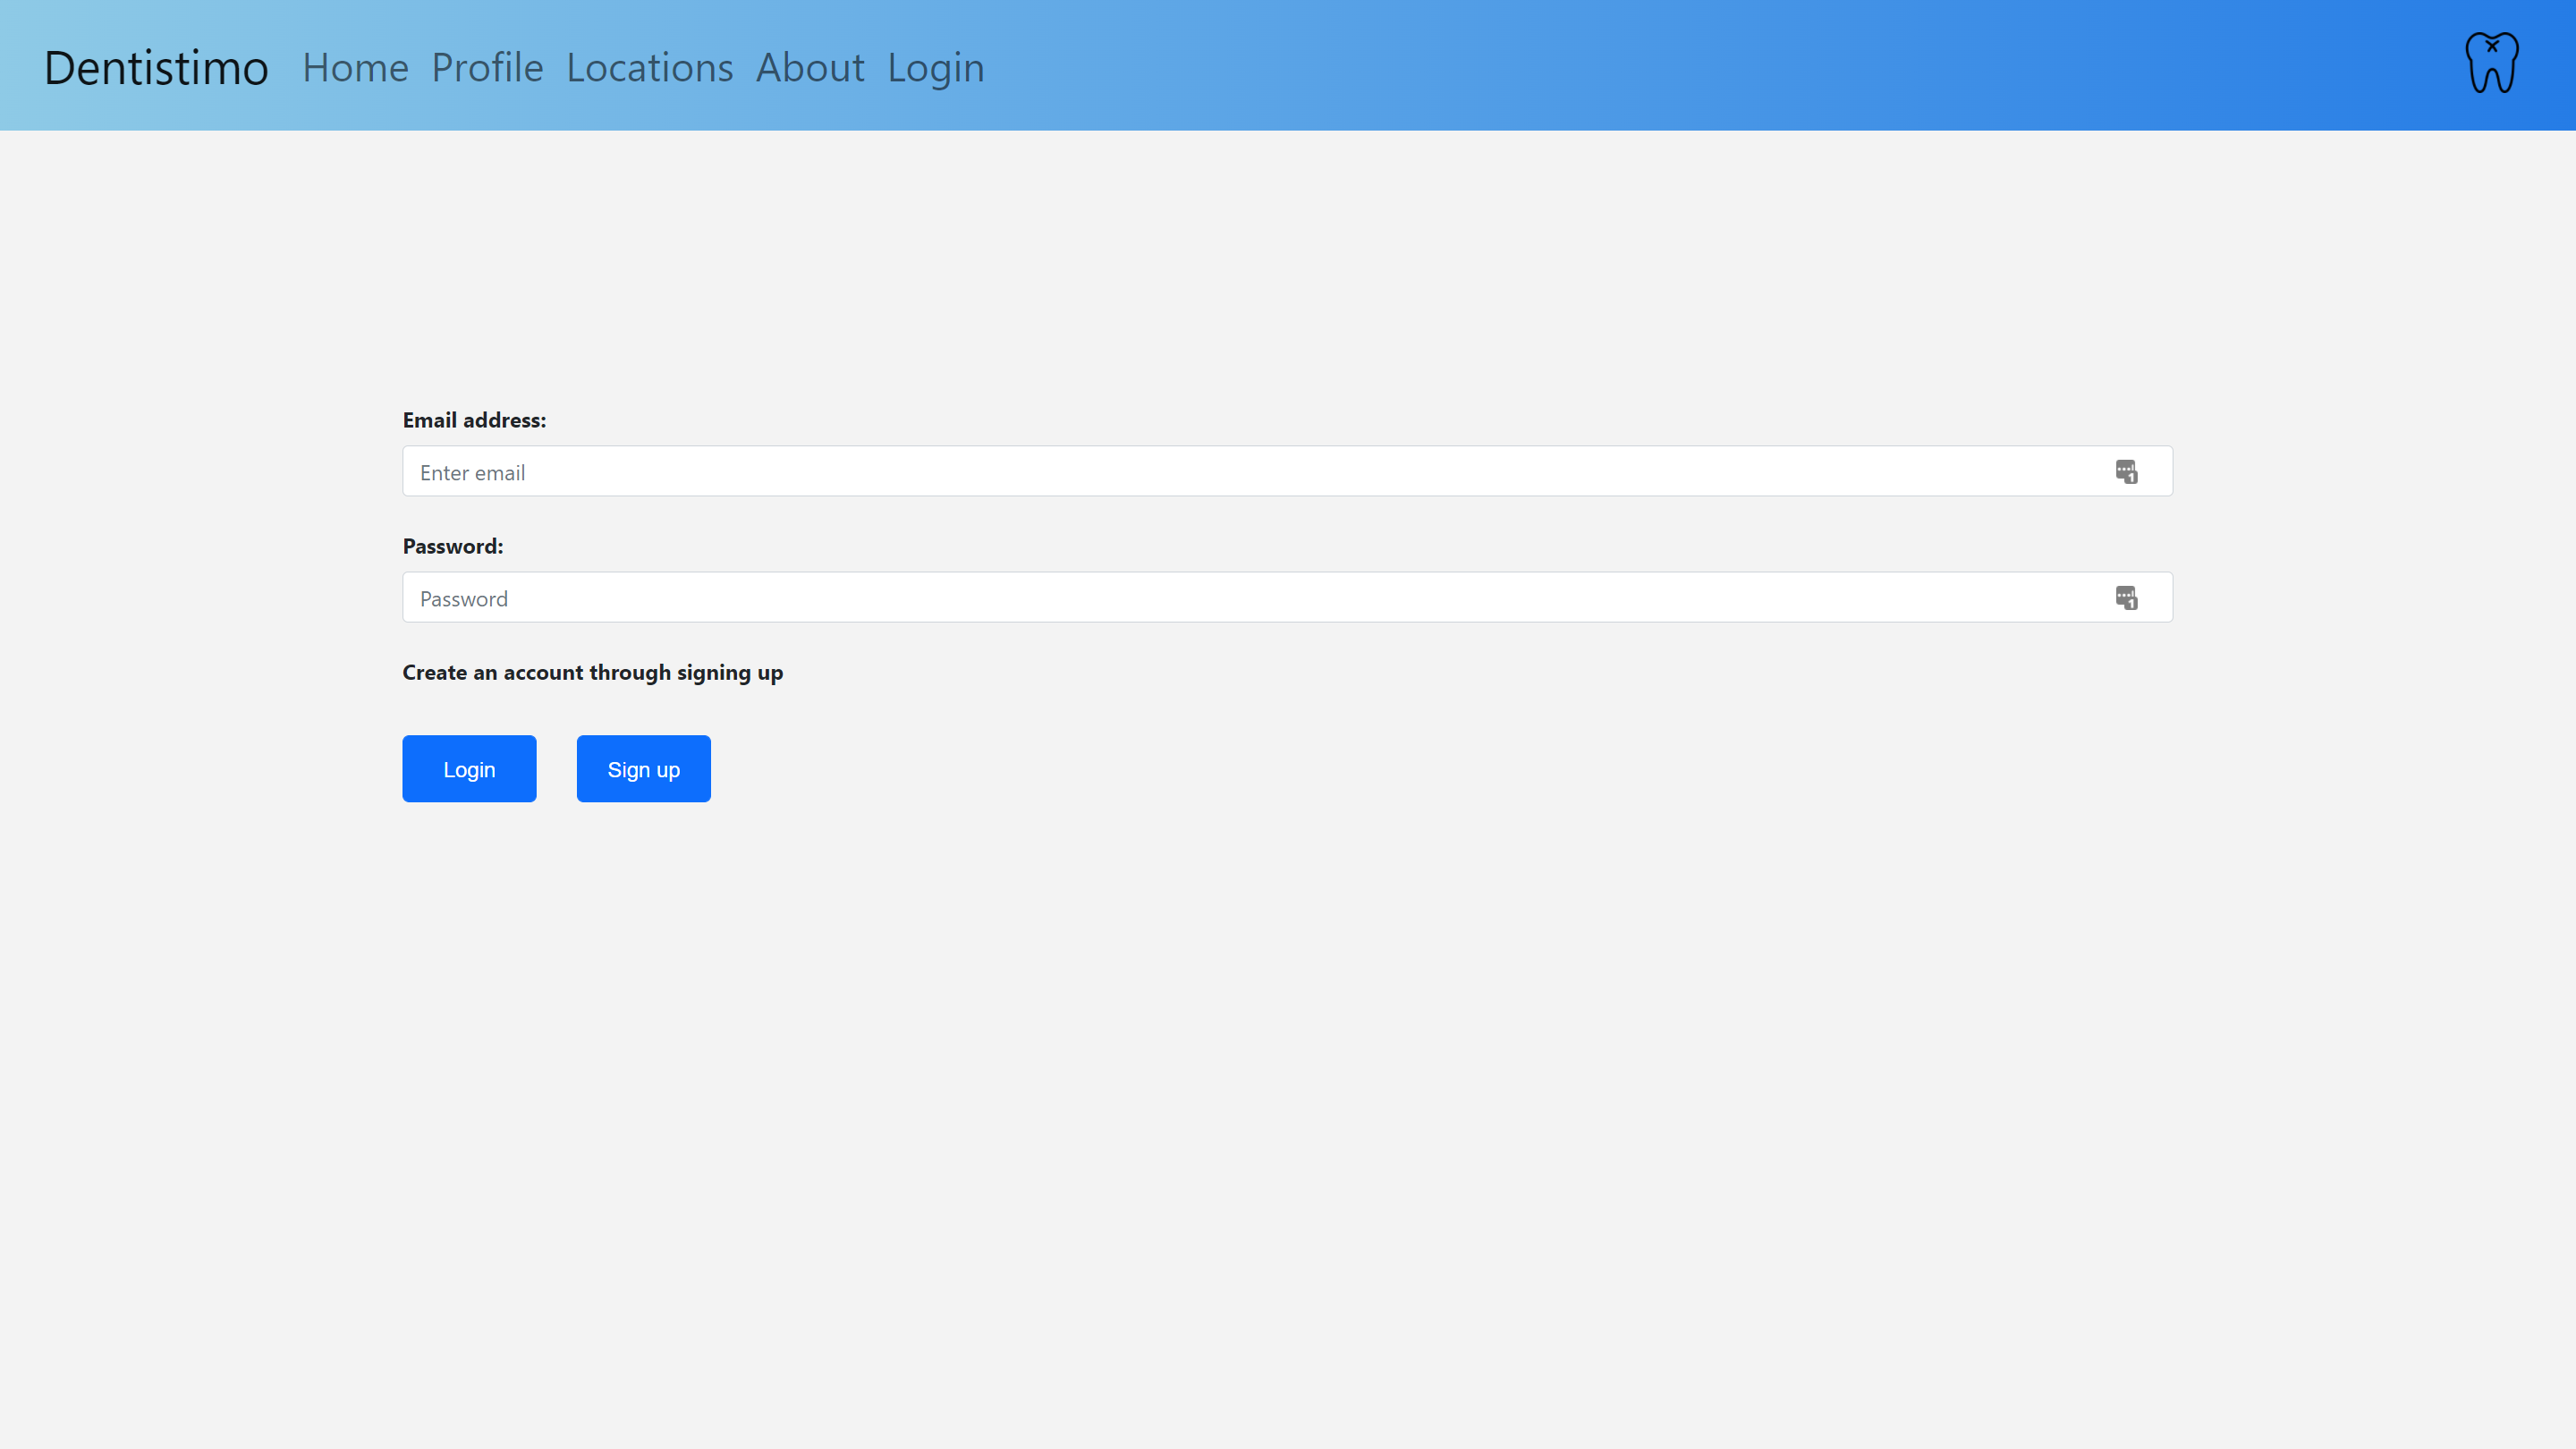 Dentistimo Home Profile Locations About Login
Email address:
Enter email
Password:
Password
Create an account through signing up
Login Sign up